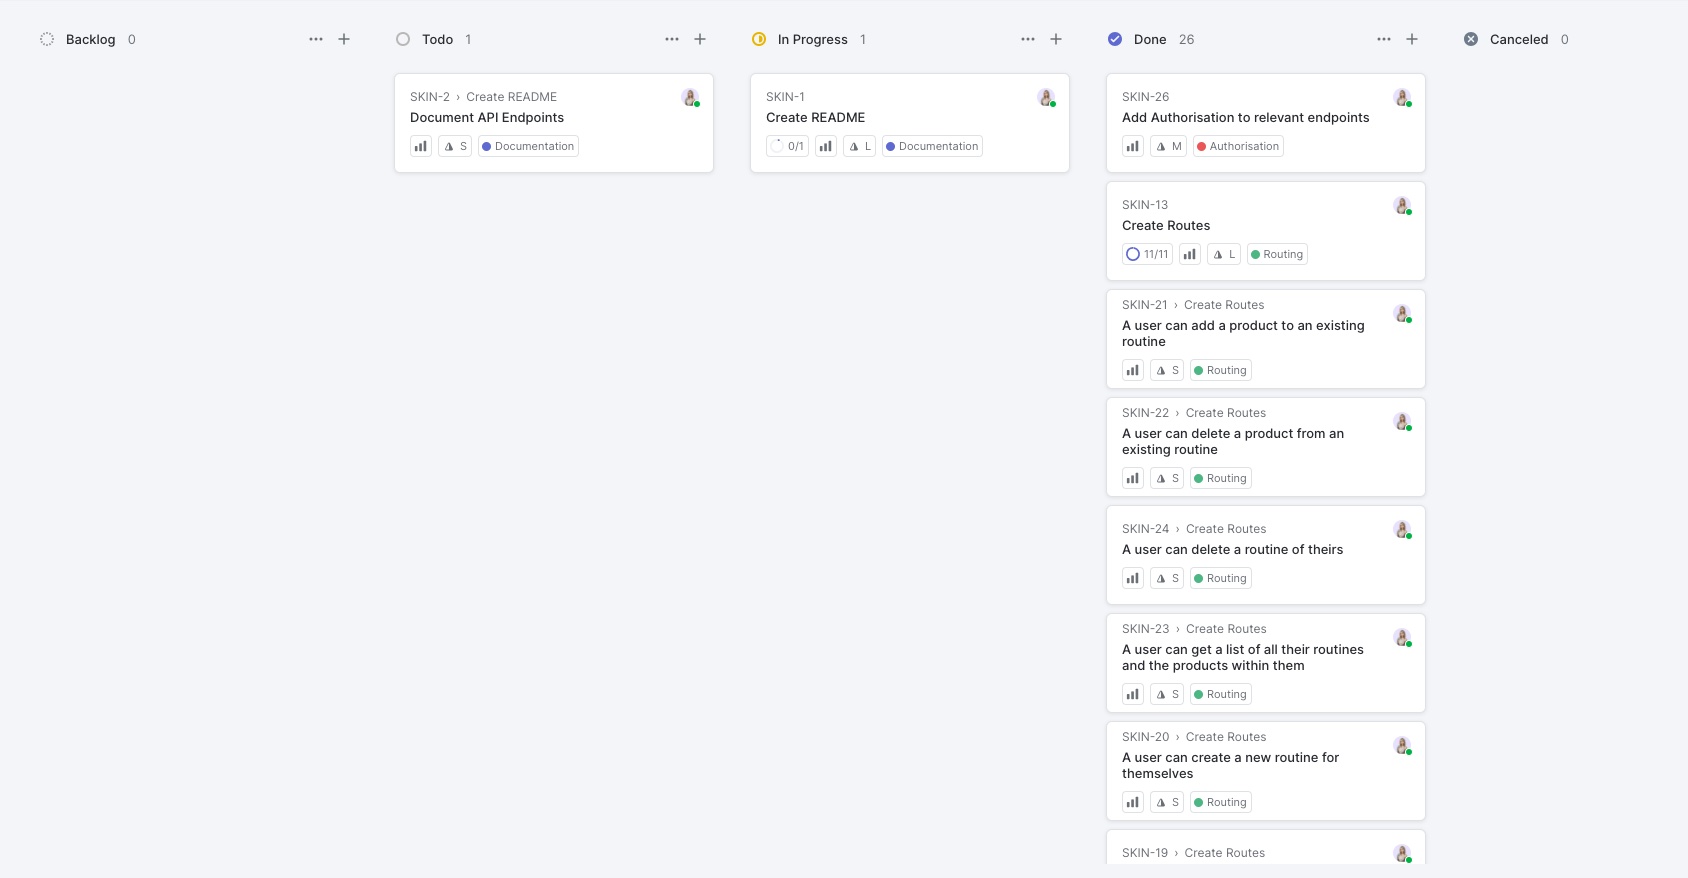 Backlog 0
Todo 1
In Progress 1
Done 26
Canceled 0
SKIN-2 › Create README
Document API Endpoints
S Documentation
SKIN-1
Create README
0/1 L Documentation
SKIN-26
Add Authorisation to relevant endpoints
M Authorisation
SKIN-13
Create Routes
11/11 L Routing
SKIN-21 › Create Routes
A user can add a product to an existing
routine
S Routing
SKIN-22 › Create Routes
A user can delete a product from an
existing routine
S Routing
SKIN-24 › Create Routes
A user can delete a routine of theirs
S Routing
SKIN-23 › Create Routes
A user can get a list of all their routines
and the products within them
S Routing
SKIN-20 › Create Routes
A user can create a new routine for
themselves
S Routing
SKIN-19 › Create Routes